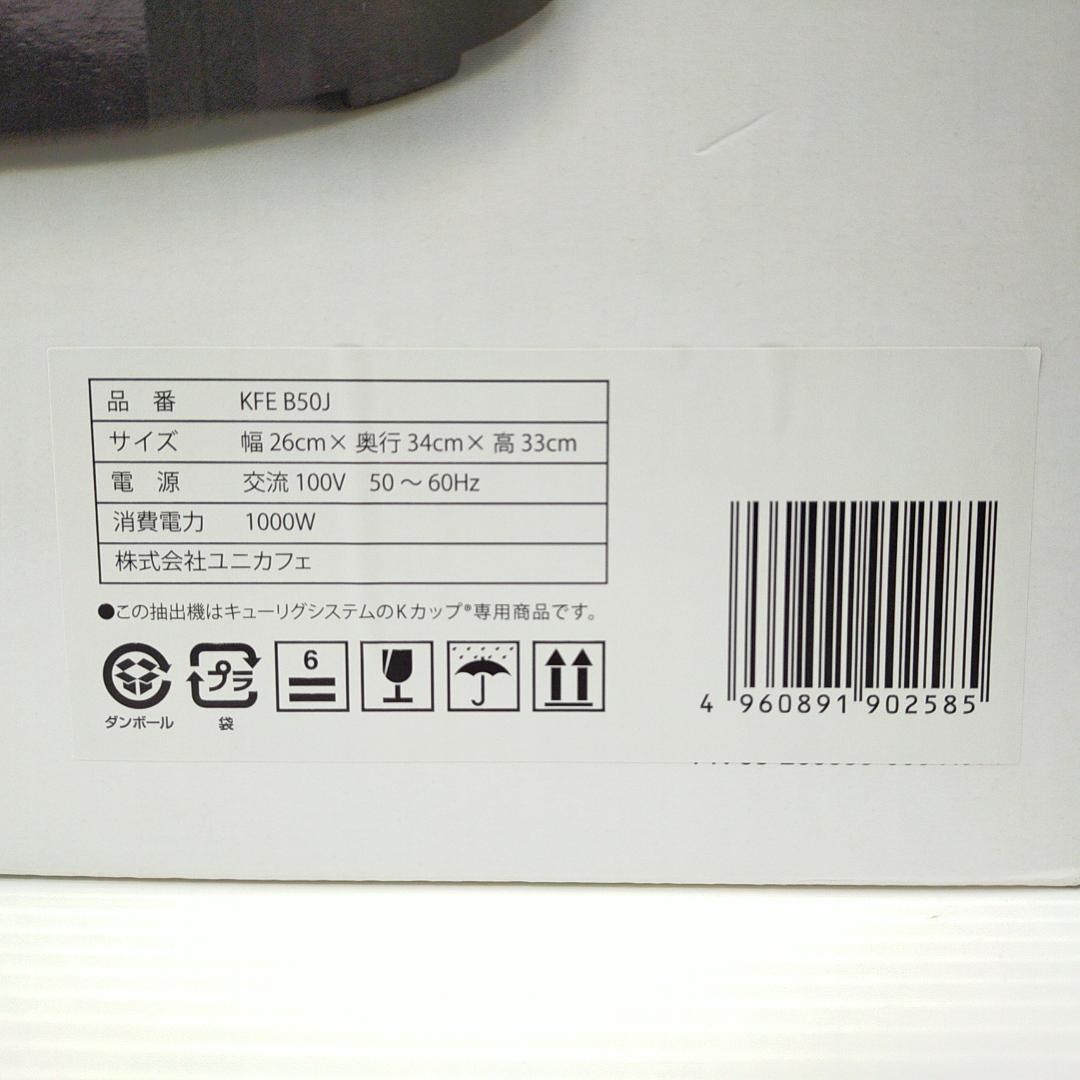 品番 KFE B50J
サイズ 幅 26cm× 奥行 34cm× 高 33cm
電源 交流 100V 50 〜 60Hz
消費電力 1000W
株式会社ユニカフェ
●この抽出機はキューリグシステムのKカップ®専用商品です。
プラ
6
ダンボール
袋
4 960891 902585